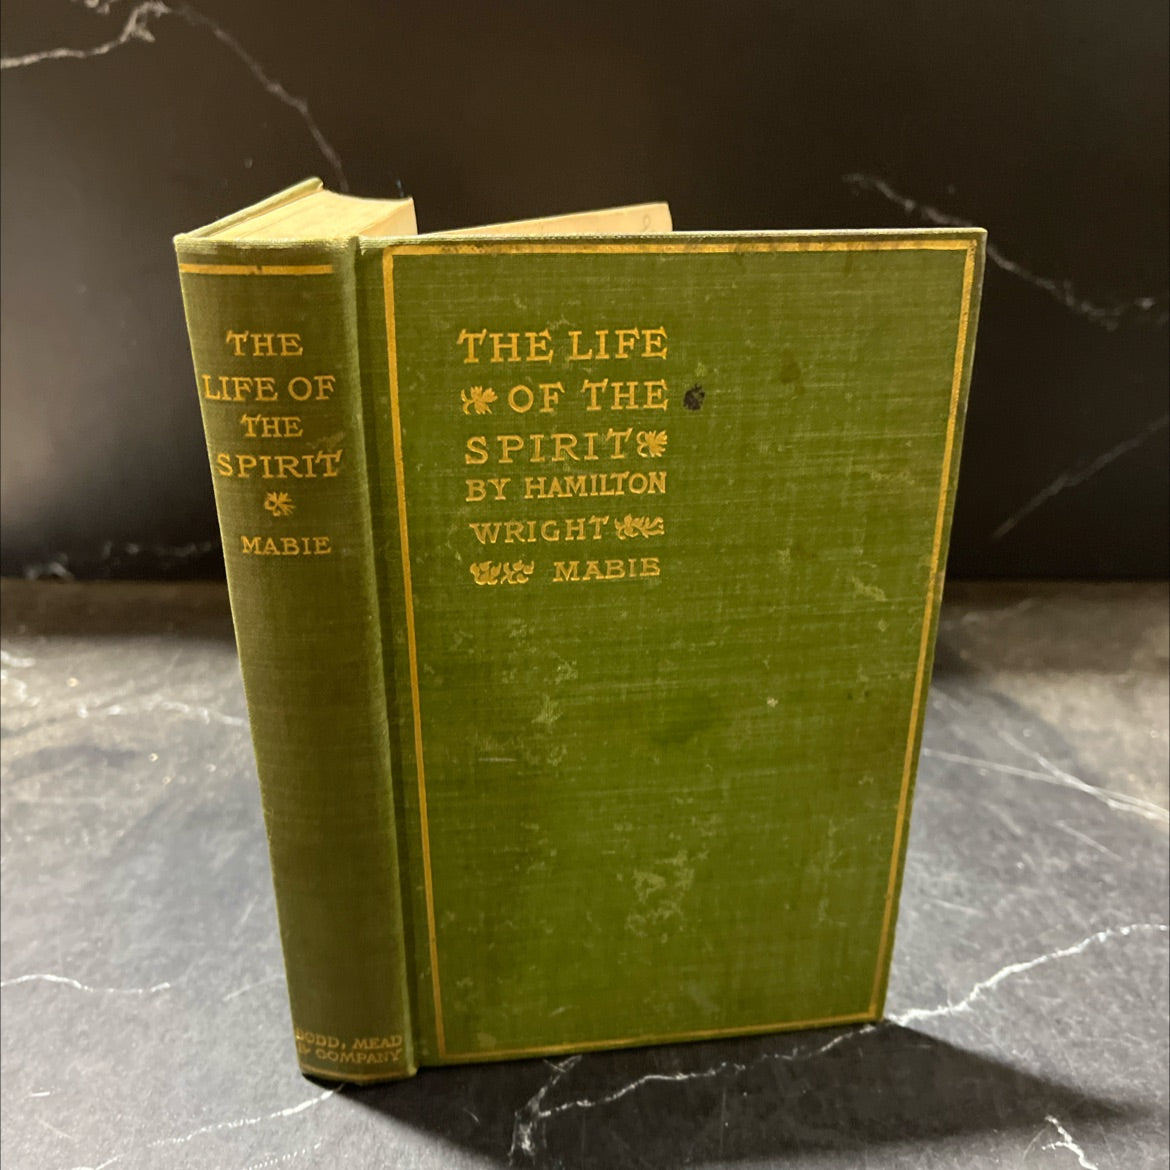 THE
LIFE OF
THE
SPIRIT
MABIE
DODD, MEAD
& COMPANY
THE LIFE
OF THE
SPIRIT
BY HAMILTON
WRIGHT
MABIE